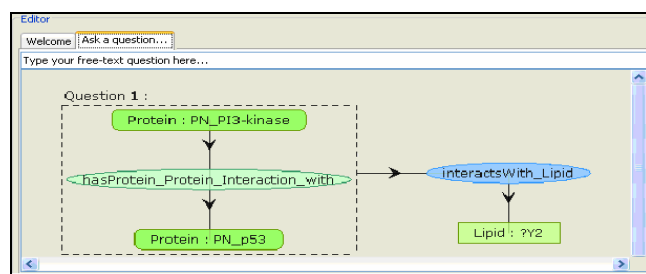 Editor
Welcome
Ask a question...
Type your free-text question here...
Question 1 :
Protein : PN_PI3-kinase
hasProtein_Protein_Interaction_with
interactsWith_Lipid
Protein : PN_p53
Lipid : ?Y2